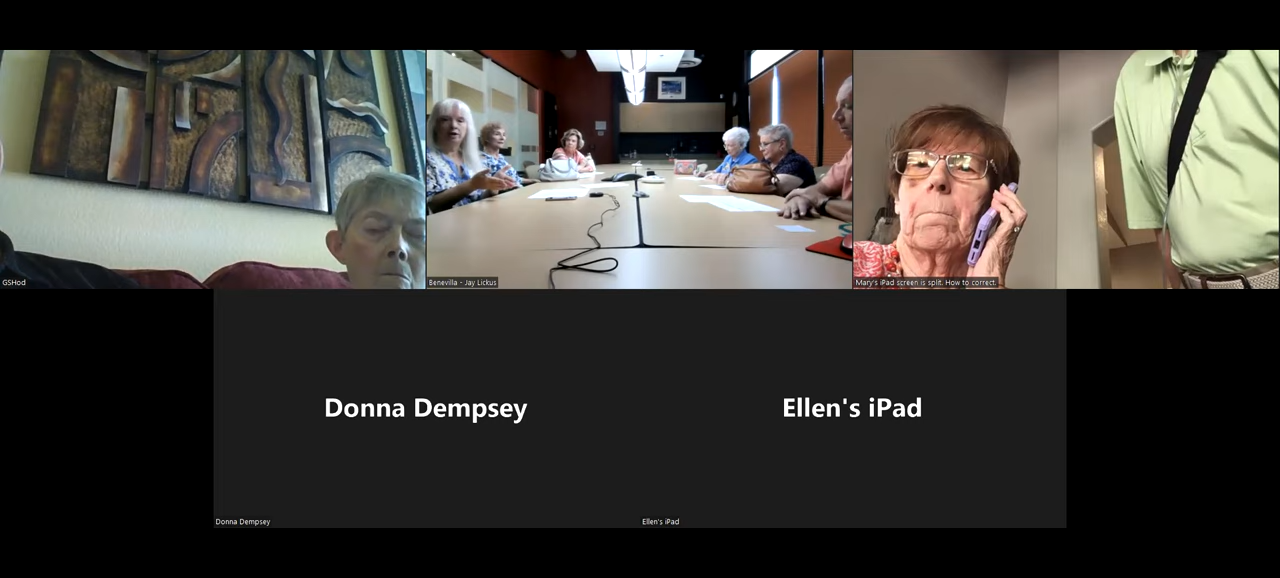 GSHod
Benevilla - Jay Lickus
Mary's iPad screen is split. How to correct.
Donna Dempsey
Ellen's iPad
Donna Dempsey
Ellen's iPad